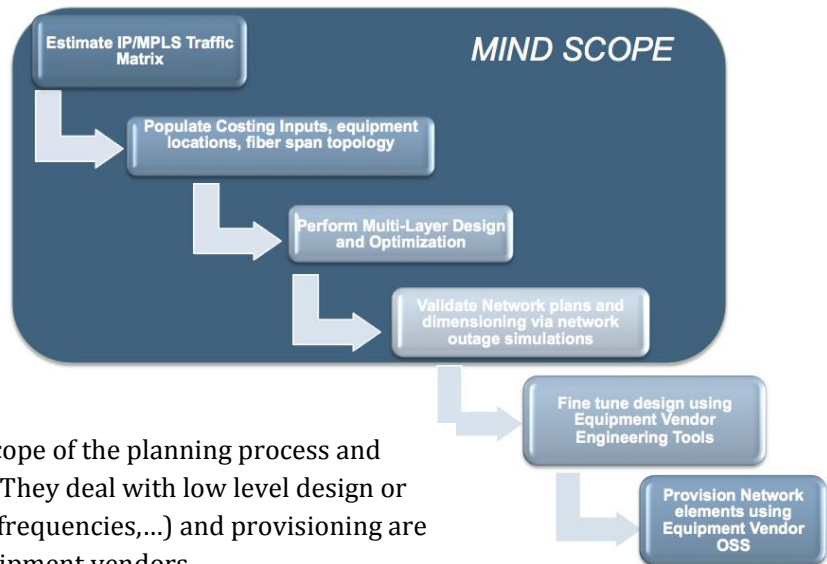 MIND SCOPE
Estimate IP/MPLS Traffic
Matrix
Populate Costing Inputs, equipment
locations, fiber span topology
Perform Multi-Layer Design
and Optimization
Validate Network plans and
dimensioning via network
outage simulations
Fine tune design using
Equipment Vendor
Engineering Tools
Provision Network
elements using
Equipment Vendor
OSS
cope of the planning process and
They deal with low level design or
frequencies,...) and provisioning are
uipment vendors